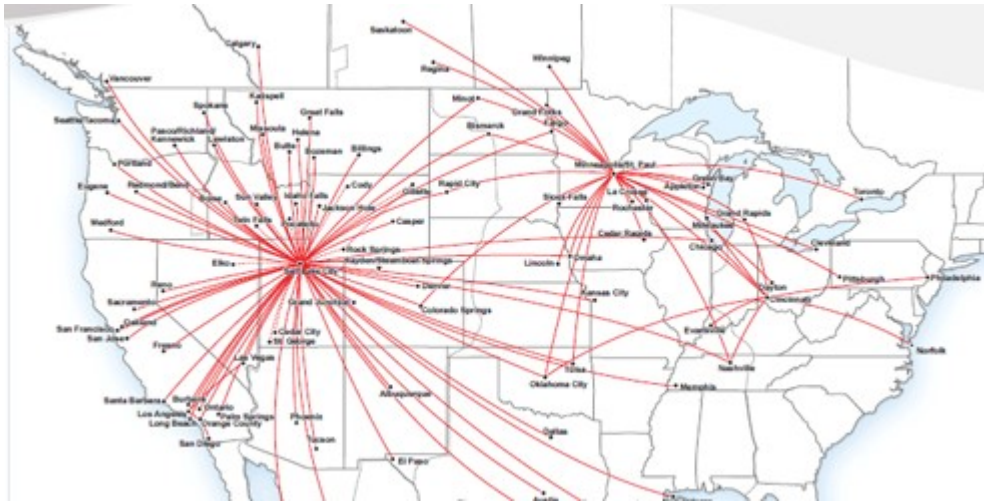 Saskatoon
Calgary
Winnipeg
Regina
Vancouver
Kalispell
Minot
Spokane
Great Falls
Grand Forks
Seattle/Tacoma
Fargo
Pasco/Richland/
Kennewick
Lewiston
Missoula
Helena
Bismarck
Butte
Bozeman
Billings
Portland
Minneapolis/St. Paul
Green Bay
Appleton
Eugene
Redmond/Bend
Boise
Sun Valley
Idaho Falls
Cody
Gillette
Rapid City
La Crosse
Toronto
Sioux Falls
Rochester
Jackson Hole
Medford
Twin Falls
Pocatello
Casper
Milwaukee
Grand Rapids
Cedar Rapids
Chicago
Cleveland
Rock Springs
Elko
Salt Lake City
Hayden/Steamboat Springs
Lincoln
Omaha
Reno
Denver
Dayton
Pittsburgh
Philadelphia
Sacramento
Grand Junction
Kansas City
Cincinnati
Colorado Springs
San Francisco
Oakland
San Jose
Cedar City
St George
Evansville
Fresno
Norfolk
Las Vegas
Tulsa
Nashville
Oklahoma City
Memphis
Santa Barbara
Burbank
Ontario
Albuquerque
Los Angeles
Palm Springs
Long Beach
Orange County
Phoenix
San Diego
Tucson
Dallas
El Paso
Austin